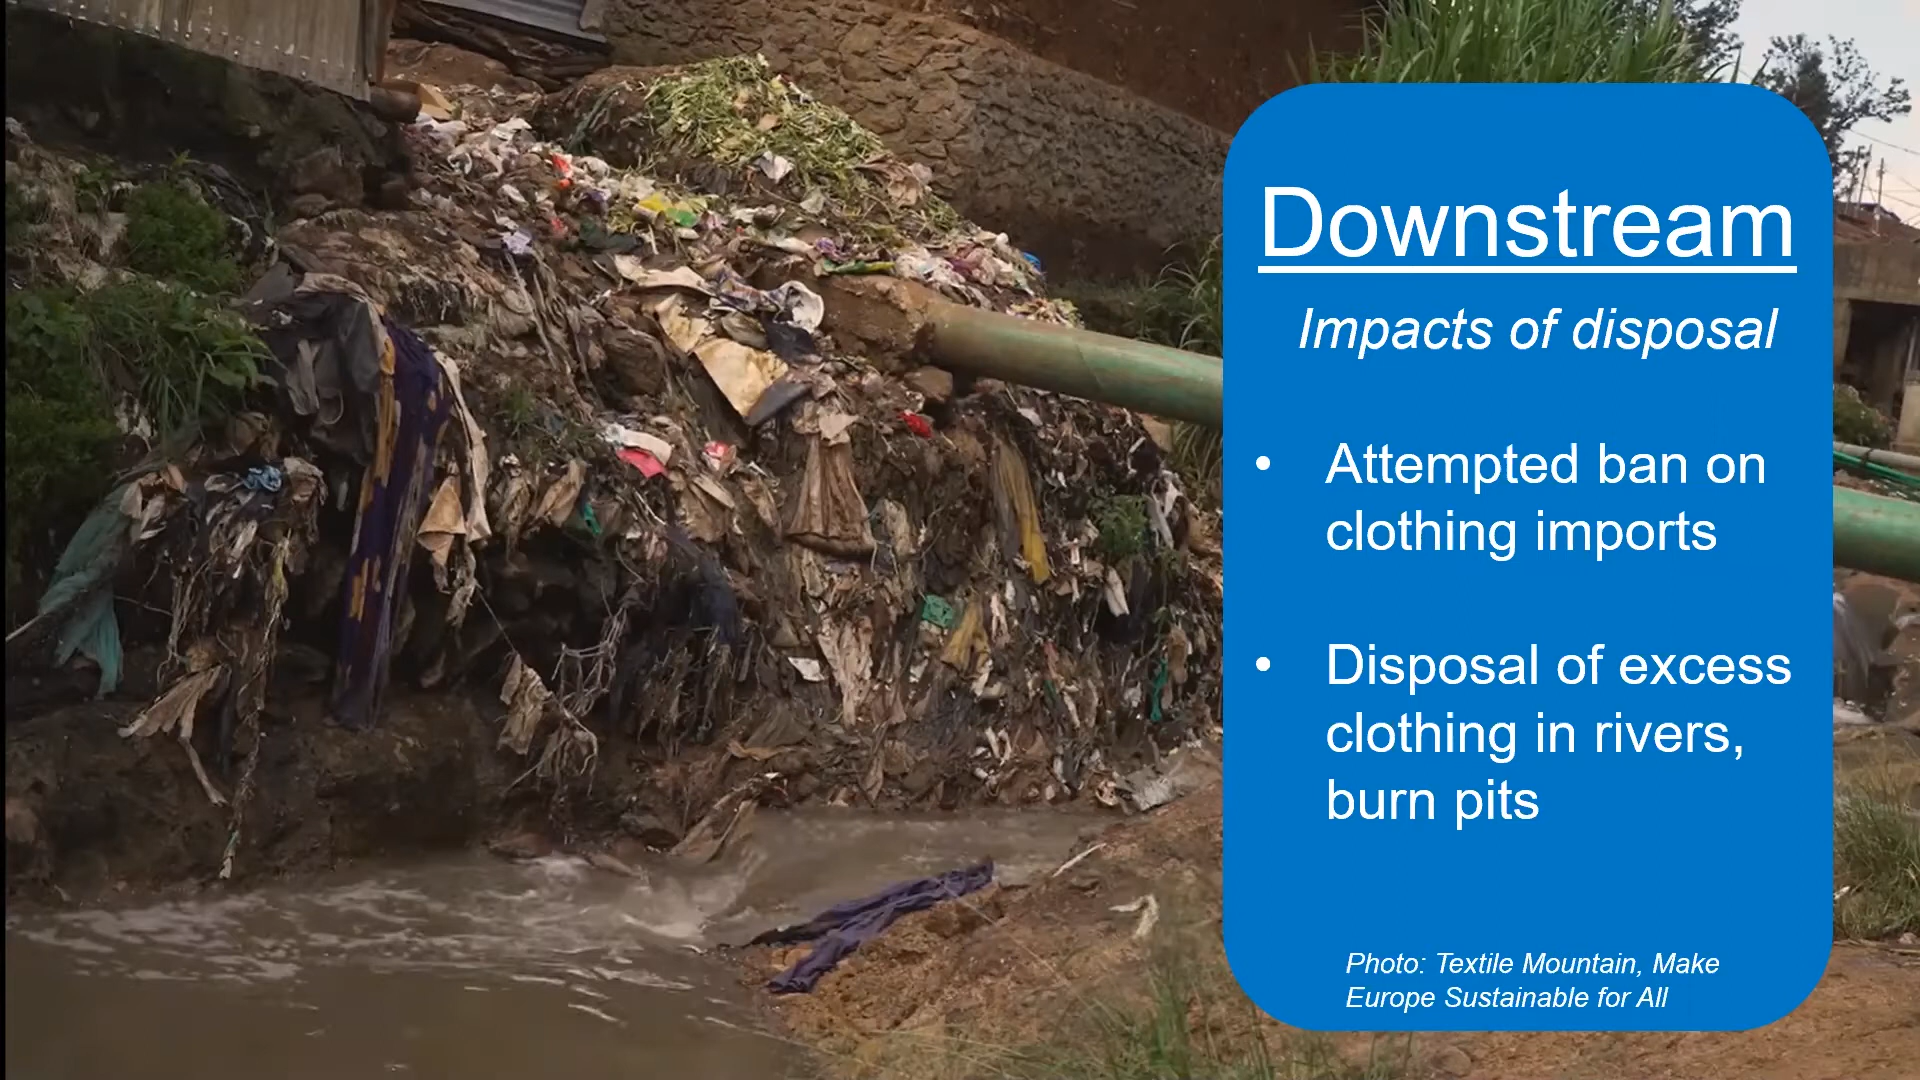 Downstream
Impacts of disposal
• Attempted ban on
clothing imports
• Disposal of excess
clothing in rivers,
burn pits
Photo: Textile Mountain, Make
Europe Sustainable for All